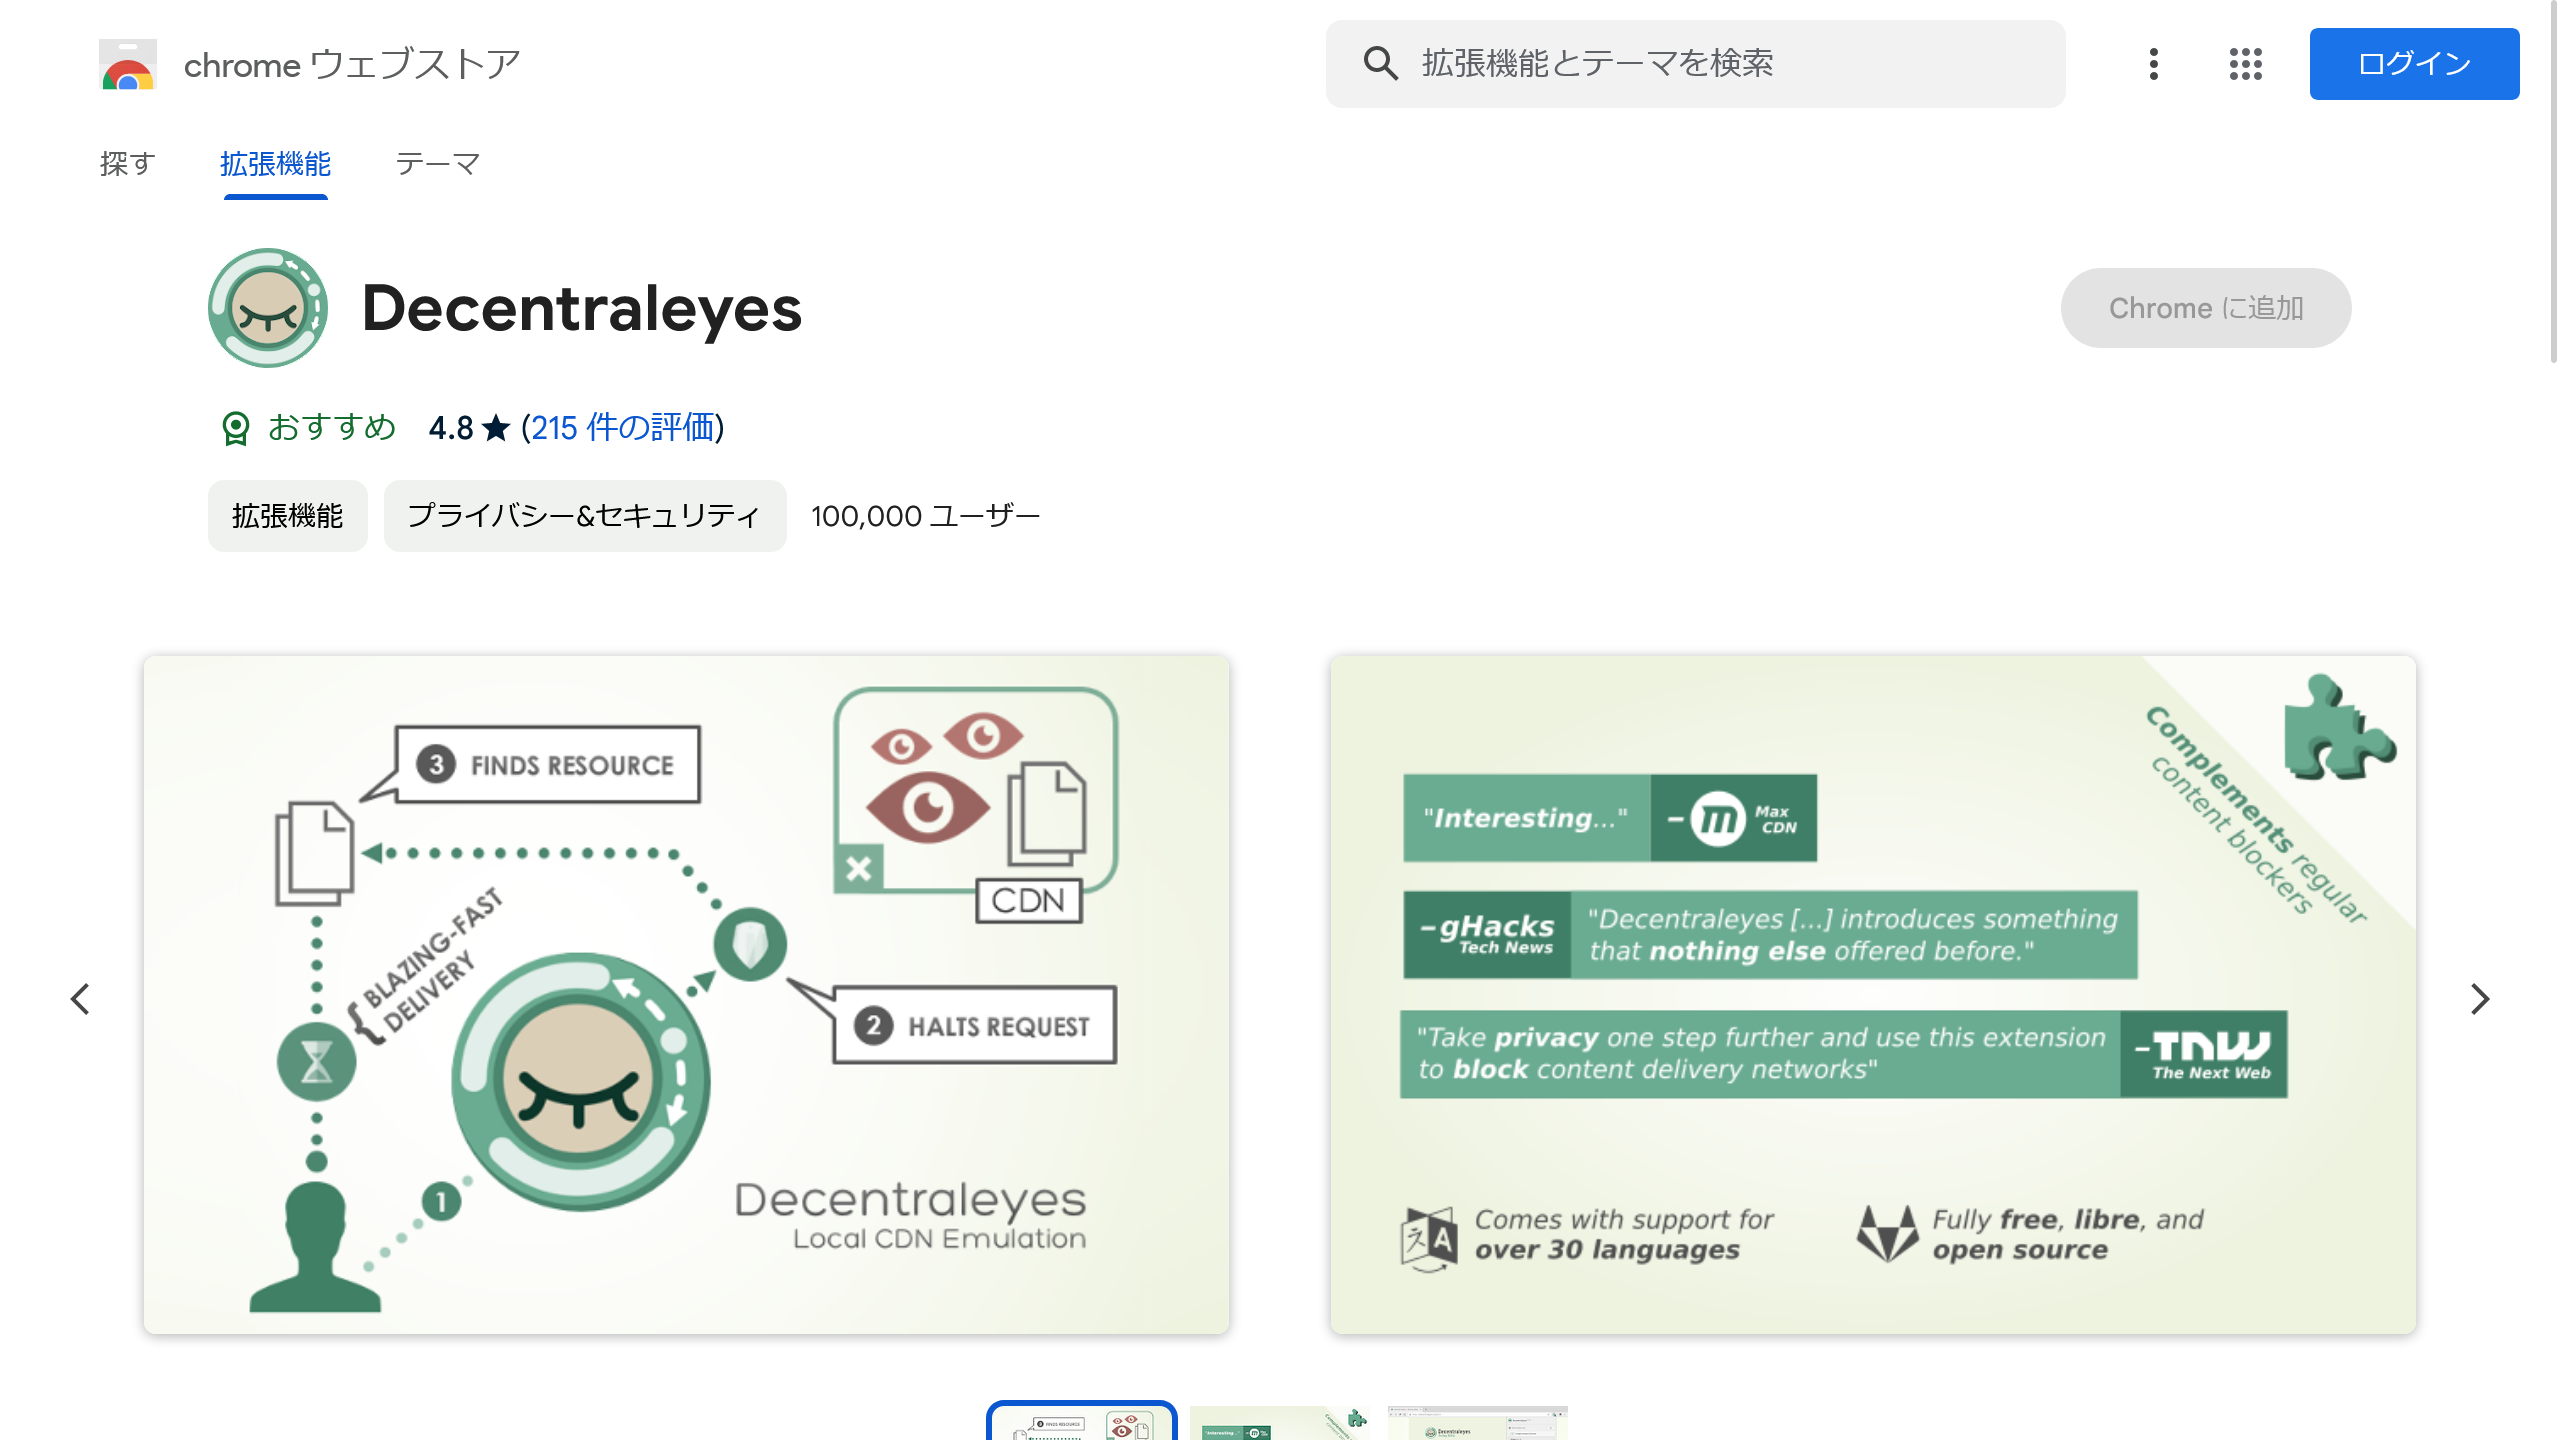 chrome ウェブストア
拡張機能とテーマを検索
ログイン
探す
拡張機能
テーマ
Decentraleyes
Chrome に追加
おすすめ
4.8 ★ (215 件の評価)
拡張機能
プライバシー&セキュリティ
100,000 ユーザー
3 FINDS RESOURCE
CDN
BLAZING-FAST
DELIVERY
2 HALTS REQUEST
1
Decentraleyes
Local CDN Emulation
Complements regular
content blockers
"Interesting..."
– m Max
CDN
–gHacks
Tech News
"Decentraleyes [...] introduces something
that nothing else offered before."
"Take privacy one step further and use this extension
to block content delivery networks"
–TNW
The Next Web
Comes with support for
over 30 languages
Fully free, libre, and
open source